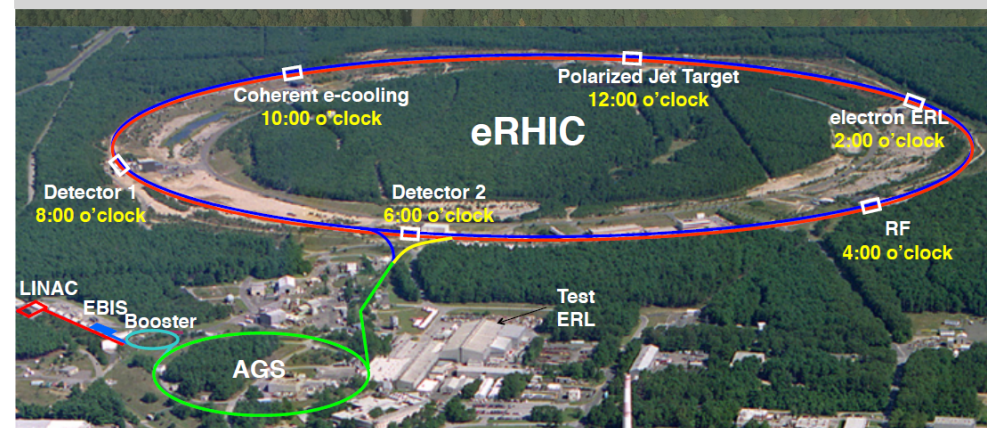 Coherent e-cooling
10:00 o'clock
Polarized Jet Target
12:00 o'clock
eRHIC
electron ERL
2:00 o'clock
Detector 1
8:00 o'clock
Detector 2
6:00 o'clock
RF
4:00 o'clock
LINAC
EBIS
Booster
Test
ERL
AGS